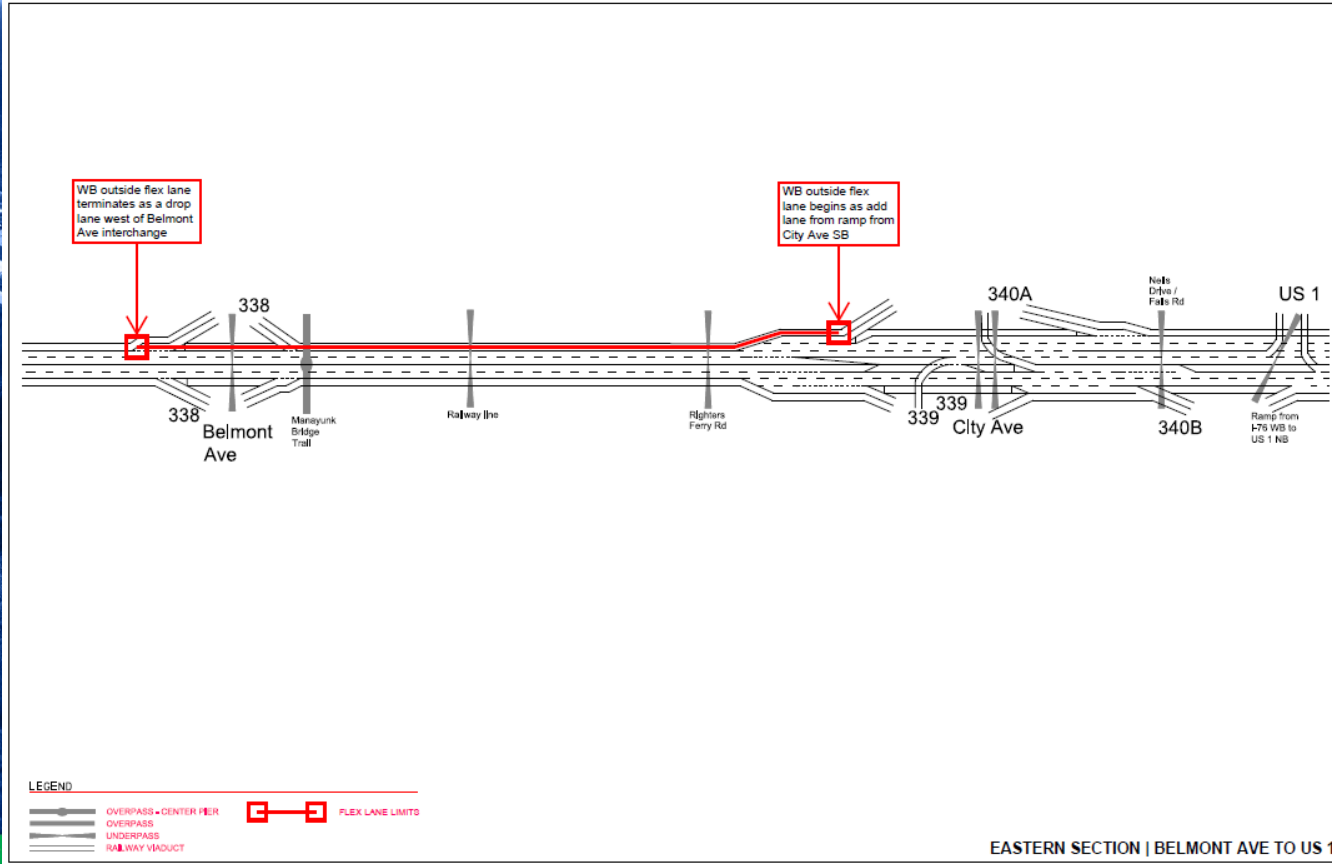 WB outside flex lane
terminates as a drop
lane west of Belmont
Ave interchange
WB outside flex
lane begins as add
lane from ramp from
City Ave SB
338
340A
Nells
Drive /
Falls Rd
US 1
338
Belmont
Ave
Manayunk
Bridge
Trail
Railway line
Righters
Ferry Rd
339
339
City Ave
340B
Ramp from
I-76 WB to
US 1 NB
LEGEND
OVERPASS - CENTER PIER
OVERPASS
UNDERPASS
RAILWAY VIADUCT
FLEX LANE LIMITS
EASTERN SECTION | BELMONT AVE TO US 1